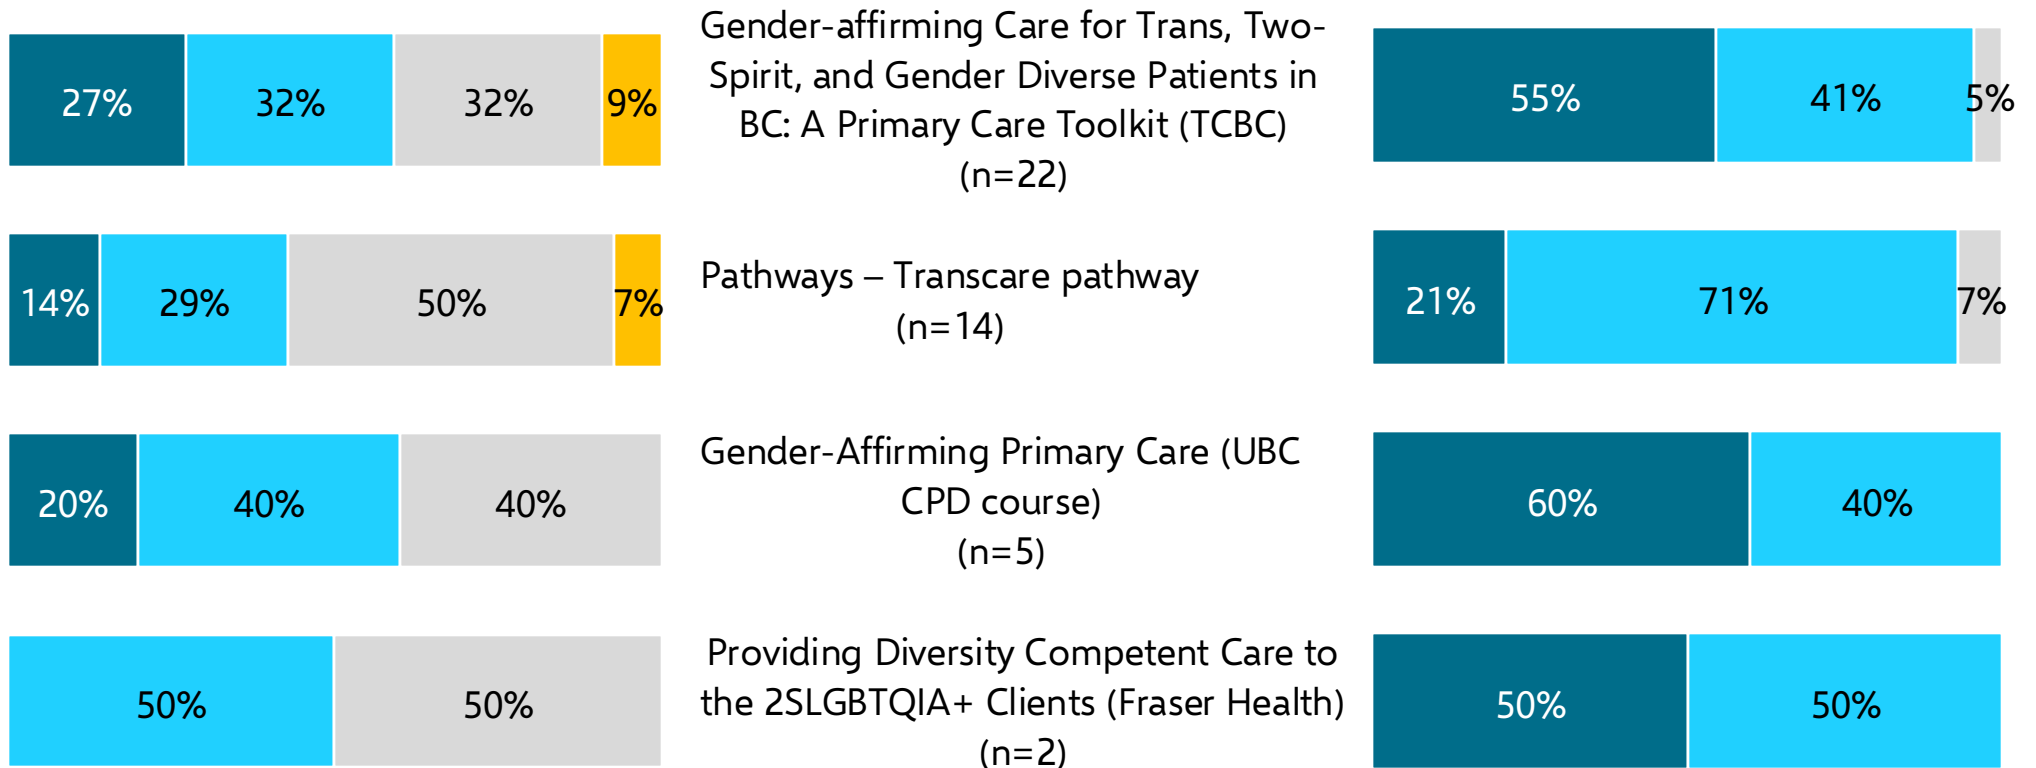 27% 32% 32% 9%
Gender-affirming Care for Trans, Two-
Spirit, and Gender Diverse Patients in
BC: A Primary Care Toolkit (TCBC)
(n=22)
55% 41% 5%
14% 29% 50% 7%
Pathways – Transcare pathway
(n=14)
21% 71% 7%
20% 40% 40%
Gender-Affirming Primary Care (UBC
CPD course)
(n=5)
60% 40%
50% 50%
Providing Diversity Competent Care to
the 2SLGBTQIA+ Clients (Fraser Health)
(n=2)
50% 50%